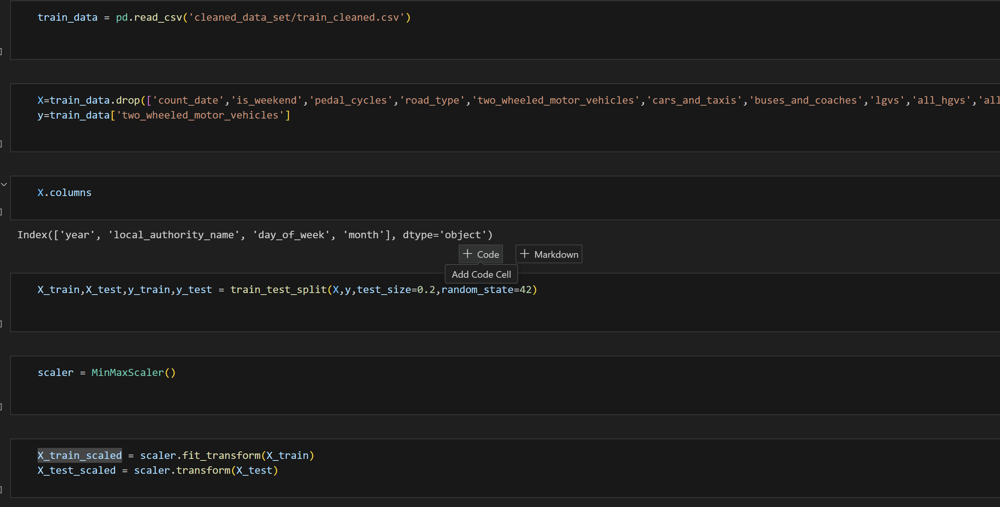 train_data = pd.read_csv('cleaned_data_set/train_cleaned.csv')
]
X=train_data.drop(['count_date','is_weekend','pedal_cycles','road_type','two_wheeled_motor_vehicles','cars_and_taxis','buses_and_coaches','lgvs','all_hgvs','all
y=train_data['two_wheeled_motor_vehicles']
]
X.columns
]
Index(['year', 'local_authority_name', 'day_of_week', 'month'], dtype='object')
+ Code + Markdown
Add Code Cell
X_train,X_test,y_train,y_test = train_test_split(X,y,test_size=0.2,random_state=42)
]
scaler = MinMaxScaler()
]
X_train_scaled = scaler.fit_transform(X_train)
X_test_scaled = scaler.transform(X_test)
]